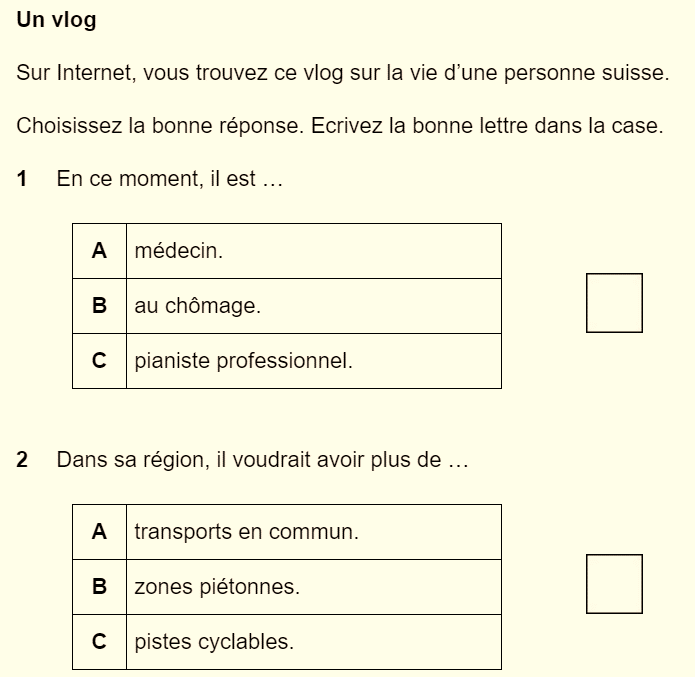 Un vlog
Sur Internet, vous trouvez ce vlog sur la vie d'une personne suisse.
Choisissez la bonne réponse. Ecrivez la bonne lettre dans la case.
1 En ce moment, il est …
A médecin.
B au chômage.
C pianiste professionnel.
2 Dans sa région, il voudrait avoir plus de …
A transports en commun.
B zones piétonnes.
C pistes cyclables.